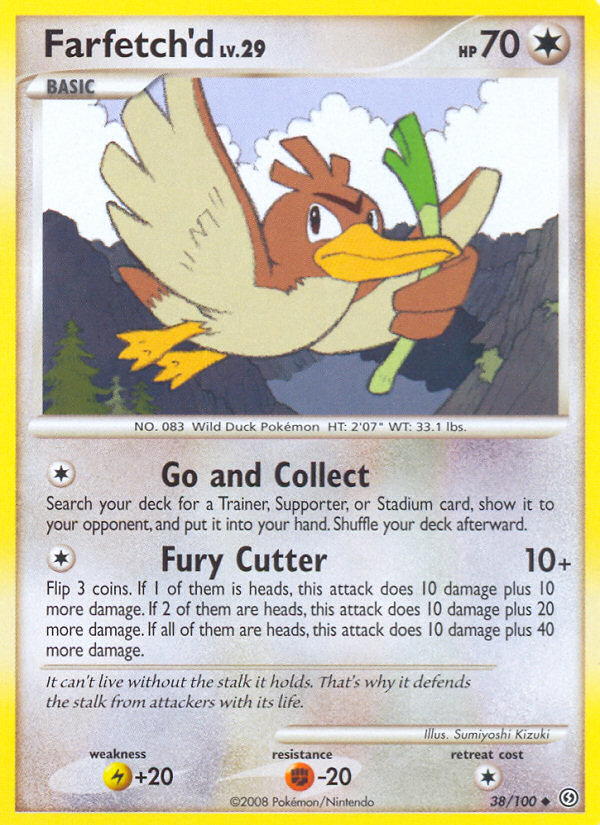 Farfetch'd LV.29
HP 70
BASIC
NO. 083 Wild Duck Pokémon HT: 2'07" WT: 33.1 lbs.
Go and Collect
Search your deck for a Trainer, Supporter, or Stadium card, show it to
your opponent, and put it into your hand. Shuffle your deck afterward.
Fury Cutter 10+
Flip 3 coins. If 1 of them is heads, this attack does 10 damage plus 10
more damage. If 2 of them are heads, this attack does 10 damage plus 20
more damage. If all of them are heads, this attack does 10 damage plus 40
more damage.
It can't live without the stalk it holds. That's why it defends
the stalk from attackers with its life.
Illus. Sumiyoshi Kizuki
weakness resistance retreat cost
+20 -20
©2008 Pokémon/Nintendo 38/100